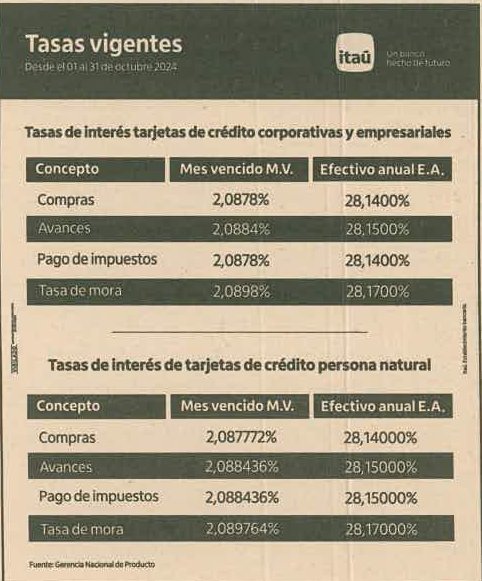 Tasas vigentes
Desde el 01 al 31 de octubre 2024
itaú
Un banco
hecho de futuro
Tasas de interés tarjetas de crédito corporativas y empresariales
Concepto Mes vencido M.V. Efectivo anual E.A.
Compras 2,0878% 28,1400%
Avances 2,0884% 28,1500%
Pago de impuestos 2,0878% 28,1400%
Tasa de mora 2,0898% 28,1700%
Tasas de interés de tarjetas de crédito persona natural
Concepto Mes vencido M.V. Efectivo anual E.A.
Compras 2,087772% 28,14000%
Avances 2,088436% 28,15000%
Pago de impuestos 2,088436% 28,15000%
Tasa de mora 2,089764% 28,17000%
Fuente: Gerencia Nacional de Producto
VIGILADO
Itaú. Establecimiento bancario.